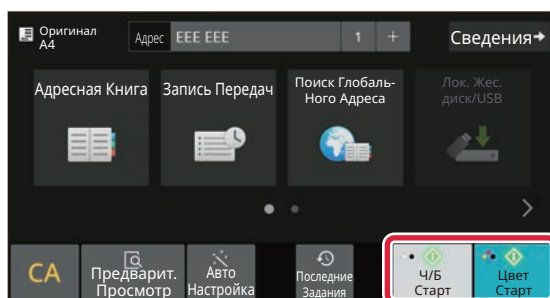 Оригинал
A4
Адрес EEE EEE 1 +
Сведения
Адресная Книга
Запись Передач
Поиск Глобаль-
Ного Адреса
Лок. Жес.
диск/USB
CA
Предварит.
Просмотр
Авто
Настройка
Последние
Задания
Ч/Б
Старт
Цвет
Старт